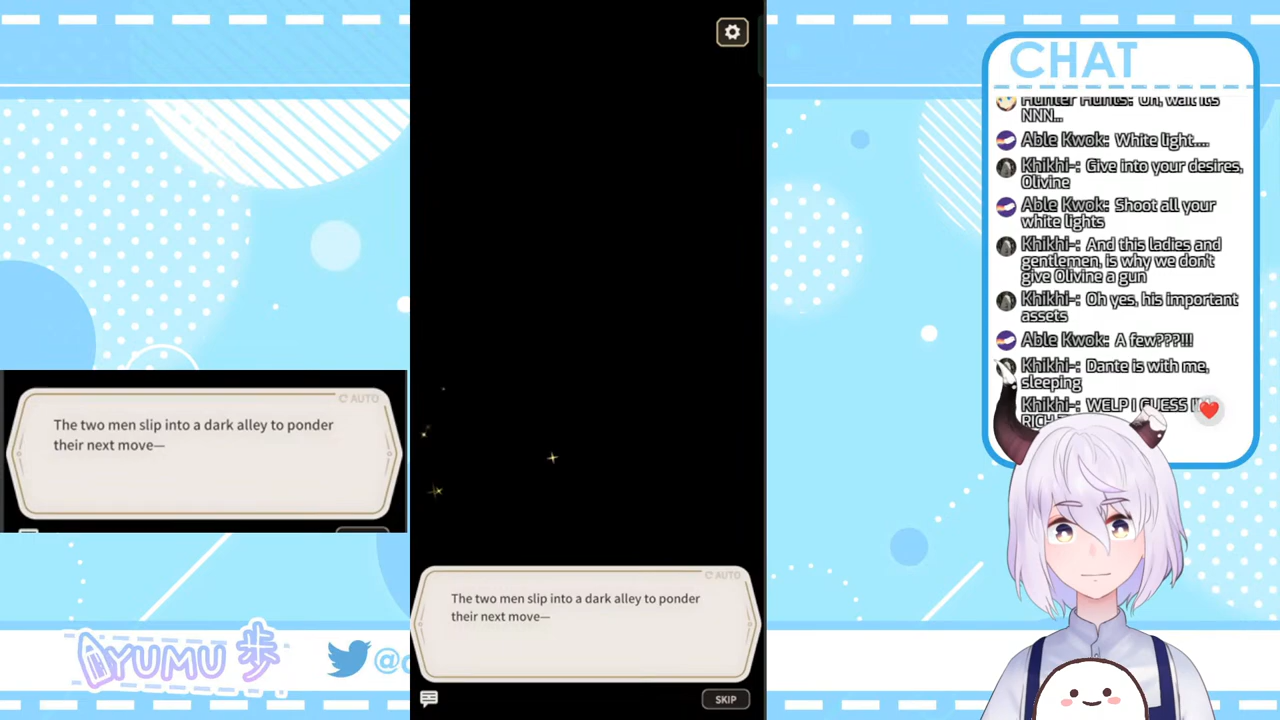 CHAT
Hunter Hunts: Oh, wait its
NNN...
Able Kwok: White light....
Khikhi-: Give into your desires,
Olivine
Able Kwok: Shoot all your
white lights
Khikhi-: And this ladies and
gentlemen, is why we don't
give Olivine a gun
Khikhi-: Oh yes, his important
assets
Able Kwok: A few???!!!
Khikhi-: Dante is with me,
sleeping
Khikhi-: WELP I GUESS
RICH
AUTO
The two men slip into a dark alley to ponder
their next move—
AUTO
The two men slip into a dark alley to ponder
their next move—
SKIP
AYUMU 歩